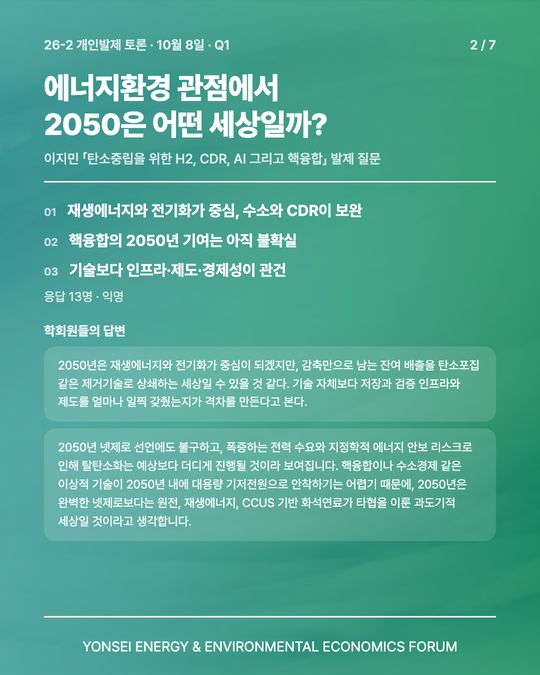 26-2 개인발제 토론 · 10월 8일 · Q1
2 / 7
에너지환경 관점에서
2050은 어떤 세상일까?
이지민 「탄소중립을 위한 H2, CDR, AI 그리고 핵융합」 발제 질문
01 재생에너지와 전기화가 중심, 수소와 CDR이 보완
02 핵융합의 2050년 기여는 아직 불확실
03 기술보다 인프라·제도·경제성이 관건
응답 13명 · 익명
학회원들의 답변
2050년은 재생에너지와 전기화가 중심이 되겠지만, 감축만으로 남는 잔여 배출을 탄소포집
같은 제거기술로 상쇄하는 세상일 수 있을 것 같다. 기술 자체보다 저장과 검증 인프라와
제도를 얼마나 일찍 갖췄는지가 격차를 만든다고 본다.
2050년 넷제로 선언에도 불구하고, 폭증하는 전력 수요와 지정학적 에너지 안보 리스크로
인해 탈탄소화는 예상보다 더디게 진행될 것이라 보여집니다. 핵융합이나 수소경제 같은
이상적 기술이 2050년 내에 대용량 기저전원으로 안착하기는 어렵기 때문에, 2050년은
완벽한 넷제로보다는 원전, 재생에너지, CCUS 기반 화석연료가 타협을 이룬 과도기적
세상일 것이라고 생각합니다.
YONSEI ENERGY & ENVIRONMENTAL ECONOMICS FORUM